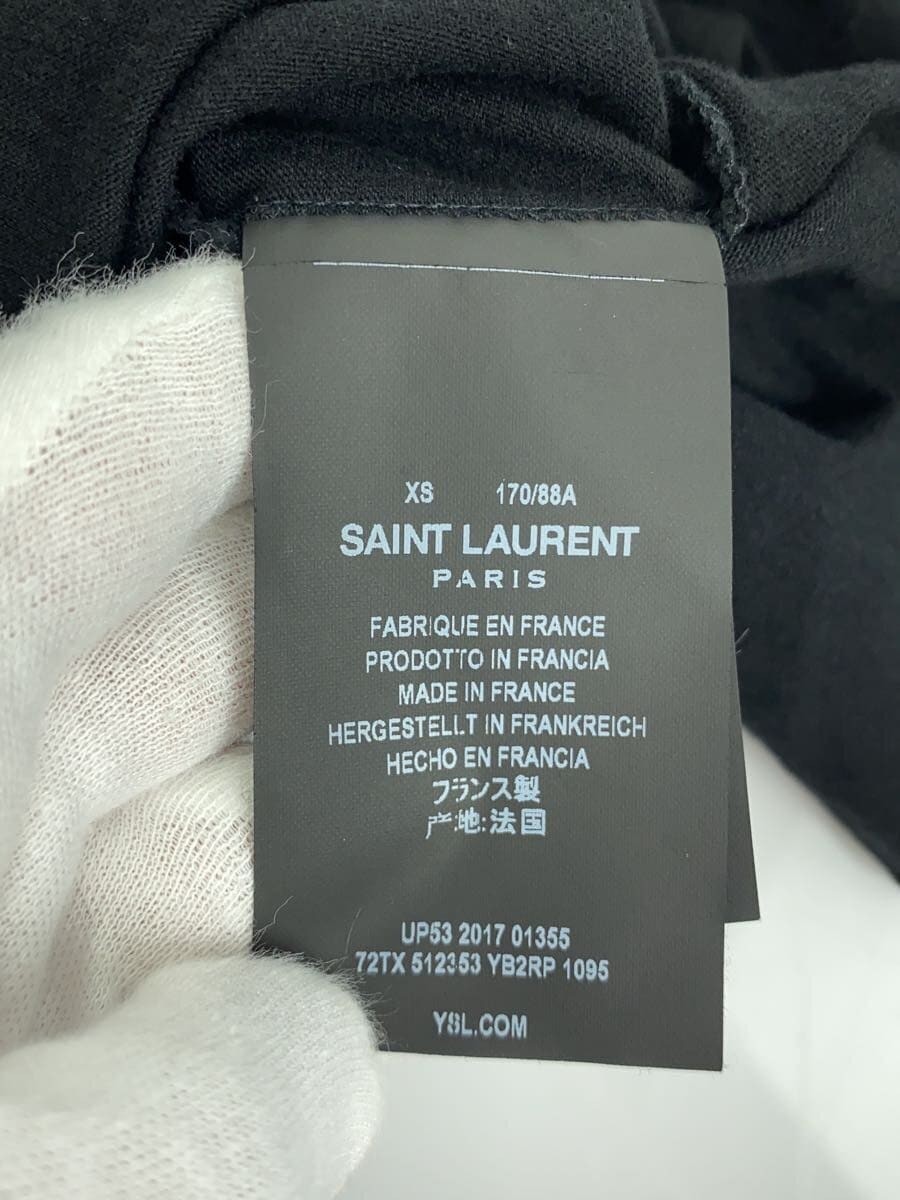 XS 170/88A
SAINT LAURENT
PARIS
FABRIQUE EN FRANCE
PRODOTTO IN FRANCIA
MADE IN FRANCE
HERGESTELLT IN FRANKREICH
HECHO EN FRANCIA
フランス製
产地:法国
UP53 2017 01355
72TX 512353 YB2RP 1095
YSL.COM